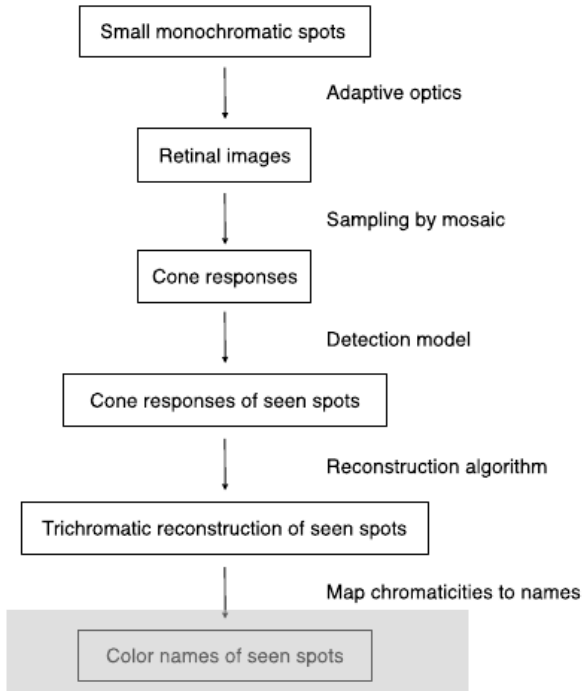 Small monochromatic spots
Adaptive optics
Retinal images
Sampling by mosaic
Cone responses
Detection model
Cone responses of seen spots
Reconstruction algorithm
Trichromatic reconstruction of seen spots
Map chromaticities to names
Color names of seen spots